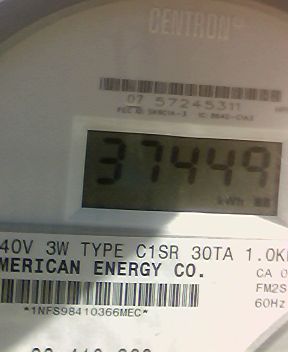 CENTRON
07 57245311
37449
kWh
40V 3W TYPE C1SR 30TA 1.0K
MERICAN ENERGY CO.
CA 0
FM2S
60Hz
*1NFS98410366MEC*